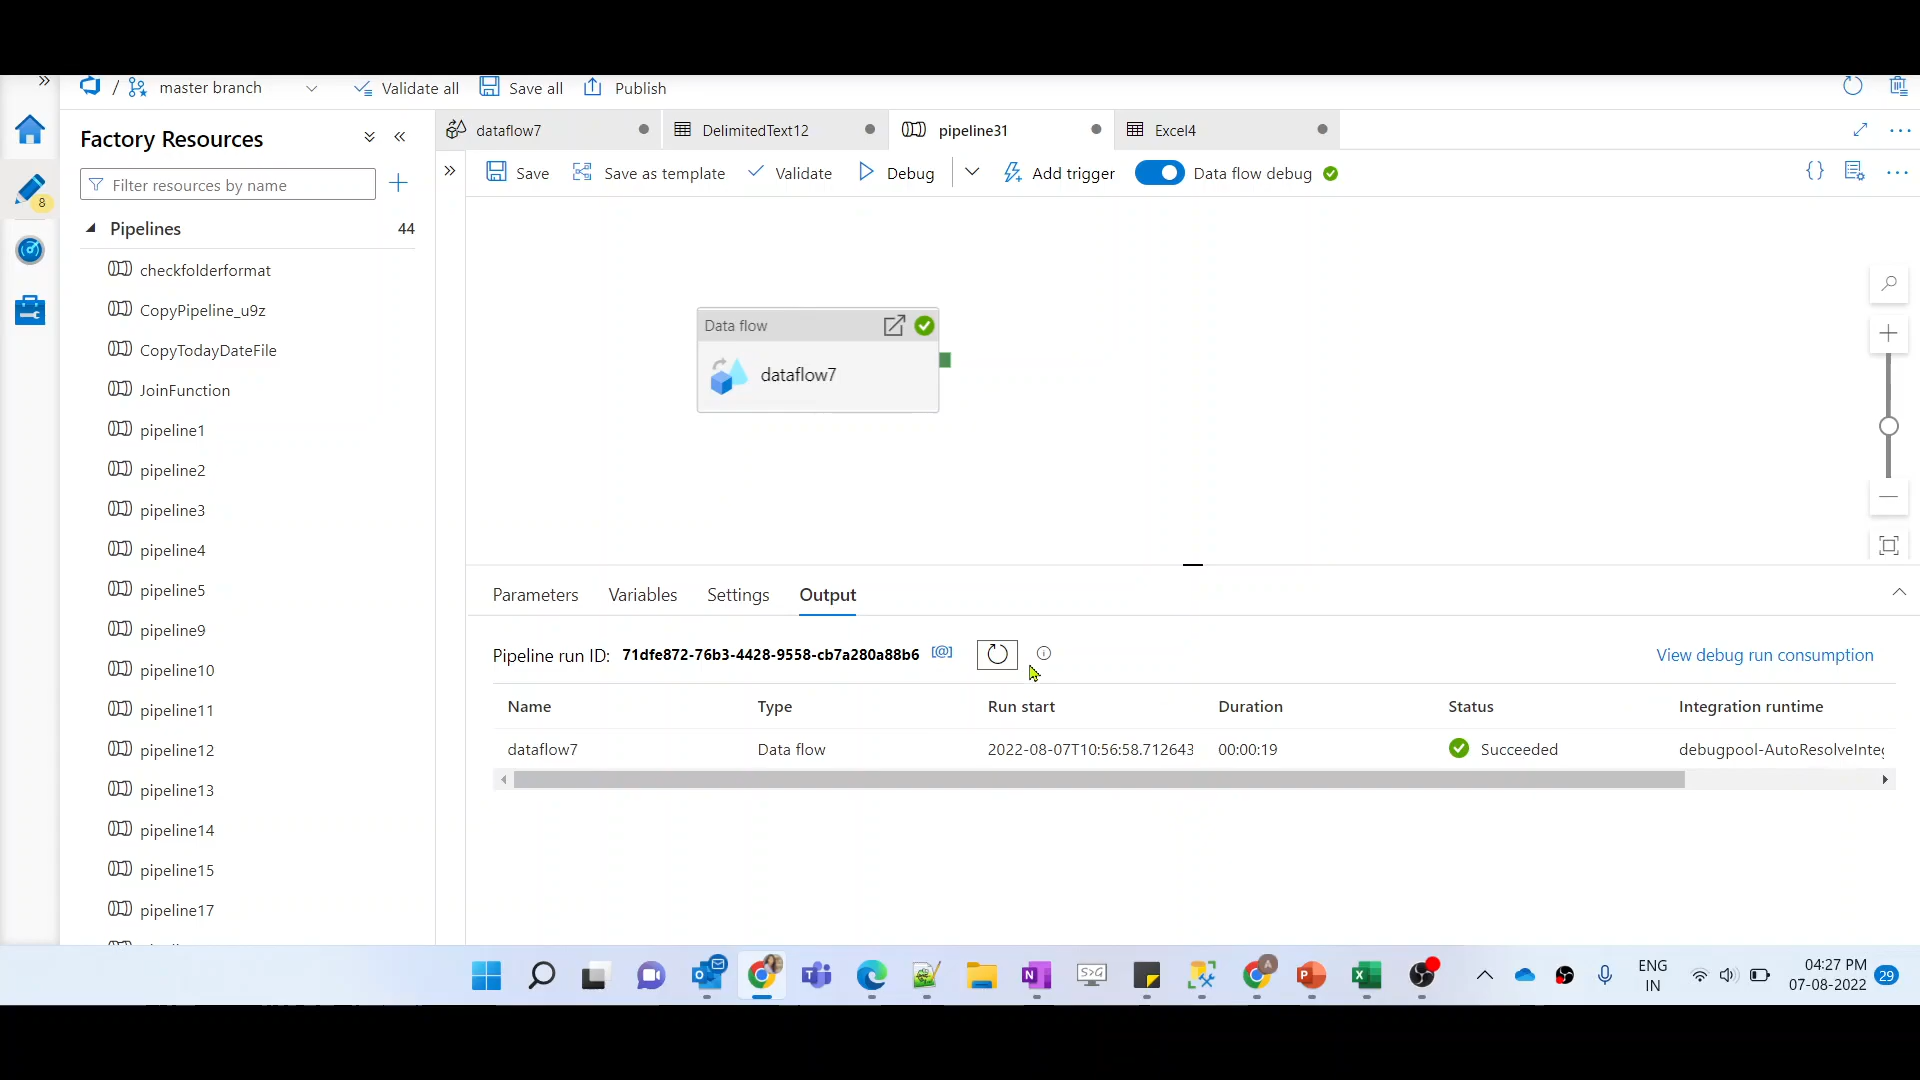 / master branch Validate all Save all Publish
Factory Resources
Filter resources by name
8
Pipelines 44
checkfolderformat
CopyPipeline_u9z
CopyTodayDateFile
JoinFunction
pipeline1
pipeline2
pipeline3
pipeline4
pipeline5
pipeline9
pipeline10
pipeline11
pipeline12
pipeline13
pipeline14
pipeline15
pipeline17
dataflow7 DelimitedText12 pipeline31 Excel4
Save Save as template Validate Debug Add trigger Data flow debug
Data flow
dataflow7
Parameters Variables Settings Output
Pipeline run ID: 71dfe872-76b3-4428-9558-cb7a280a88b6 [@] View debug run consumption
Name Type Run start Duration Status Integration runtime
dataflow7 Data flow 2022-08-07T10:56:58.712643 00:00:19 Succeeded debugpool-AutoResolveInteg
ENG
IN
04:27 PM
07-08-2022
29